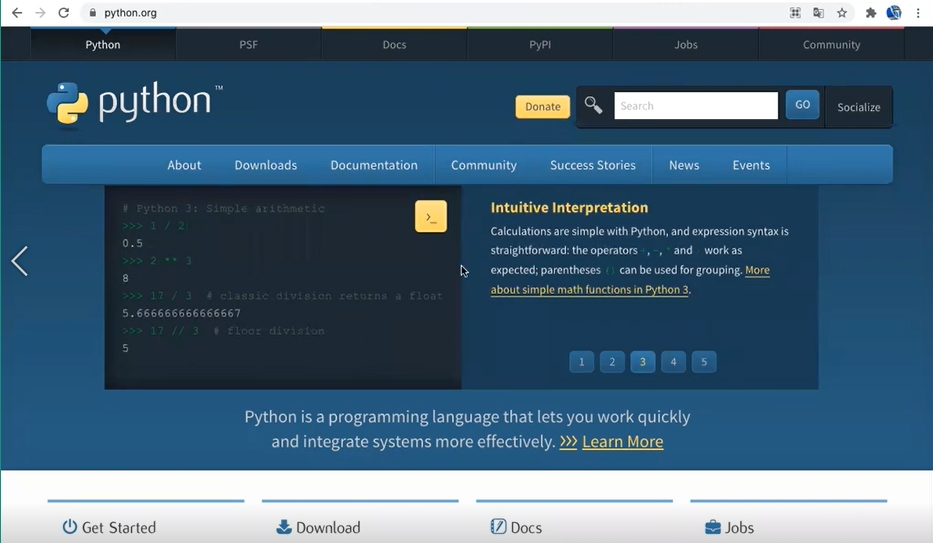 python.org
Python
PSF
Docs
PyPI
Jobs
Community
python™
Donate
Search
GO
Socialize
About
Downloads
Documentation
Community
Success Stories
News
Events
# Python 3: Simple arithmetic
>>> 1 / 2
0.5
>>> 2 ** 3
8
>>> 17 / 3 # classic division returns a float
5.666666666666667
>>> 17 // 3 # floor division
5
>_
Intuitive Interpretation
Calculations are simple with Python, and expression syntax is
straightforward: the operators +, -, * and work as
expected; parentheses () can be used for grouping. More
about simple math functions in Python 3.
1 2 3 4 5
Python is a programming language that lets you work quickly
and integrate systems more effectively. >>> Learn More
Get Started
Download
Docs
Jobs